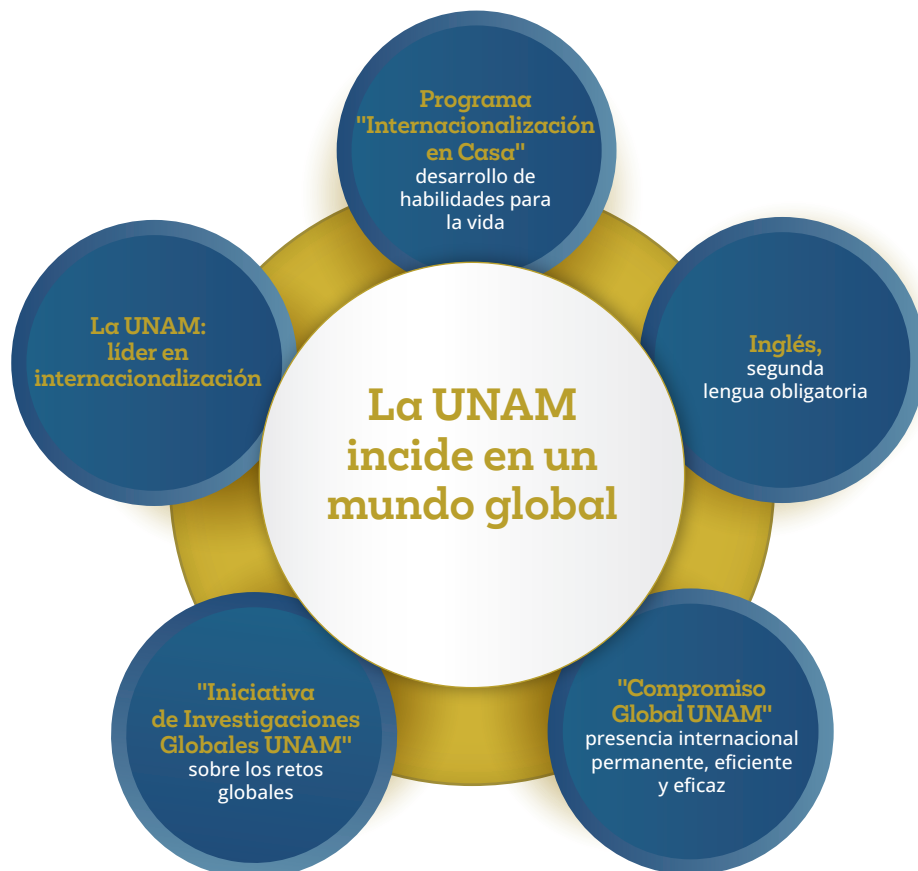 Programa
"Internacionalización
en Casa"
desarrollo de
habilidades para
la vida
La UNAM:
líder en
internacionalización
Inglés,
segunda
lengua obligatoria
La UNAM
incide en un
mundo global
"Iniciativa
de Investigaciones
Globales UNAM"
sobre los retos
globales
"Compromiso
Global UNAM"
presencia internacional
permanente, eficiente
y eficaz